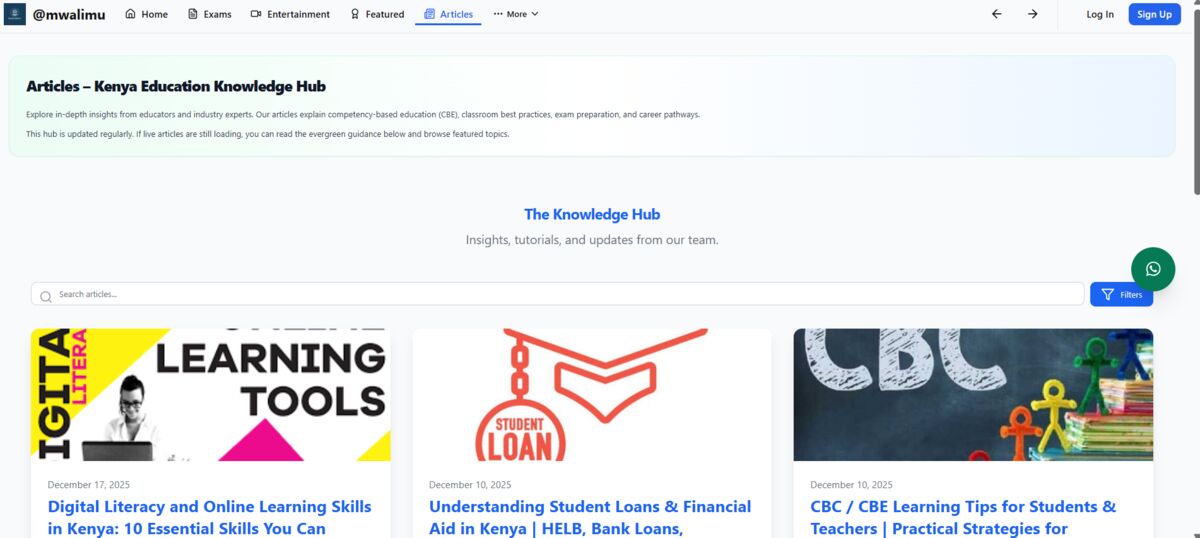 @mwalimu
Home
Exams
Entertainment
Featured
Articles
More
Log In
Sign Up
Articles – Kenya Education Knowledge Hub
Explore in-depth insights from educators and industry experts. Our articles explain competency-based education (CBE), classroom best practices, exam preparation, and career pathways.
This hub is updated regularly. If live articles are still loading, you can read the evergreen guidance below and browse featured topics.
The Knowledge Hub
Insights, tutorials, and updates from our team.
Search articles...
Filters
LEARNING
TOOLS
STUDENT
LOAN
CBC
December 17, 2025
Digital Literacy and Online Learning Skills
in Kenya: 10 Essential Skills You Can
December 10, 2025
Understanding Student Loans & Financial
Aid in Kenya | HELB, Bank Loans,
December 10, 2025
CBC / CBE Learning Tips for Students &
Teachers | Practical Strategies for